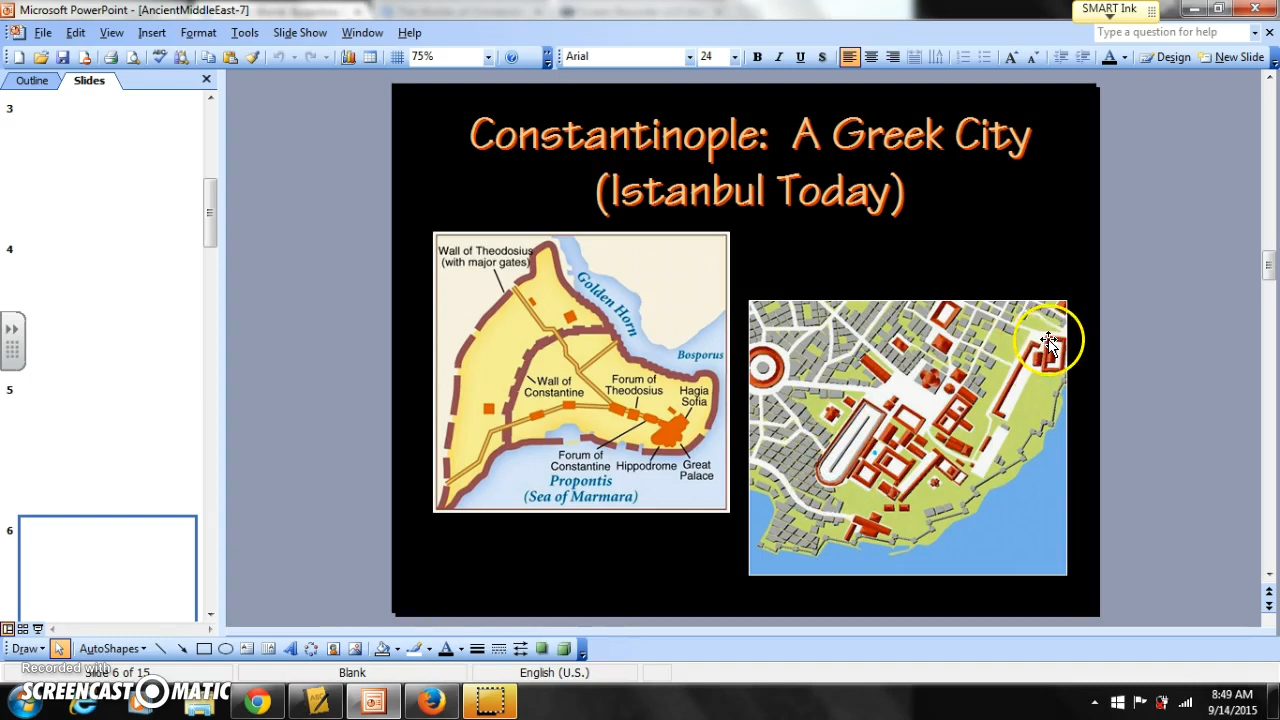 Microsoft PowerPoint - [AncientMiddleEast-7]
SMART Ink
File Edit View Insert Format Tools Slide Show Window Help
Type a question for help
75%
Arial
24
B I U S
Design
New Slide
Outline
Slides
3
4
5
6
Constantinople: A Greek City
(Istanbul Today)
Wall of Theodosius
(with major gates)
Golden Horn
Bosporus
Wall of
Constantine
Forum of
Theodosius
Hagia
Sofia
Forum of
Constantine
Hippodrome
Great
Palace
Propontis
(Sea of Marmara)
Draw
AutoShapes
Recorded with
SCREENCAST O MATIC
Slide 6 of 15
Blank
English (U.S.)
8:49 AM
9/14/2015